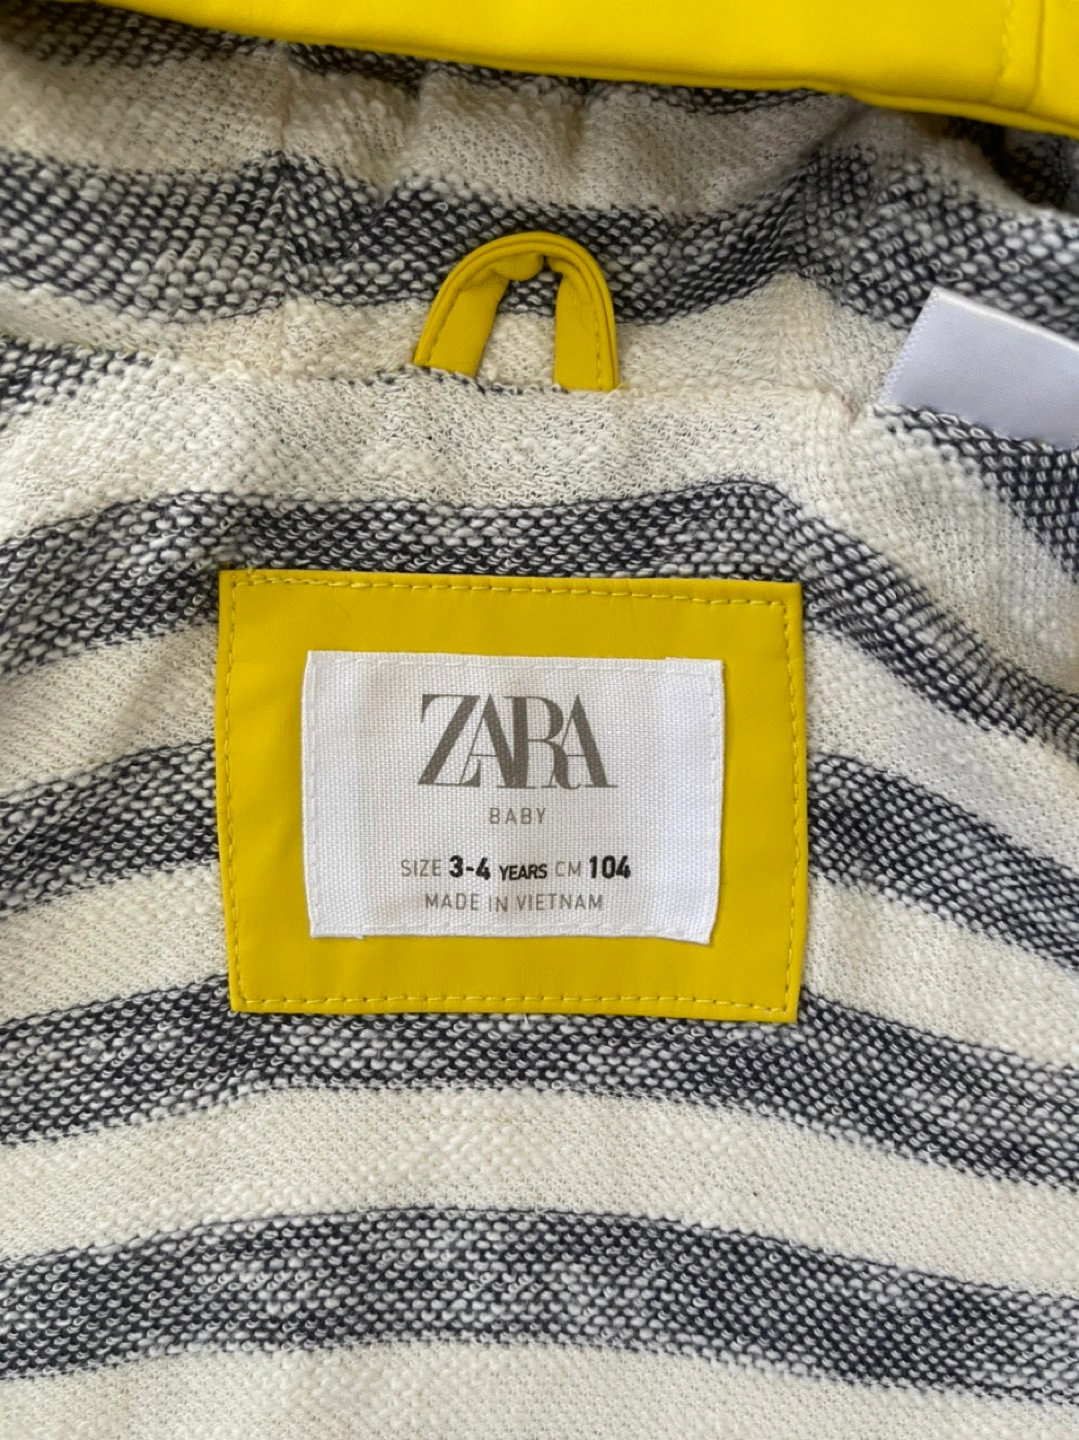 ZARA
BABY
SIZE 3-4 YEARS CM 104
MADE IN VIETNAM